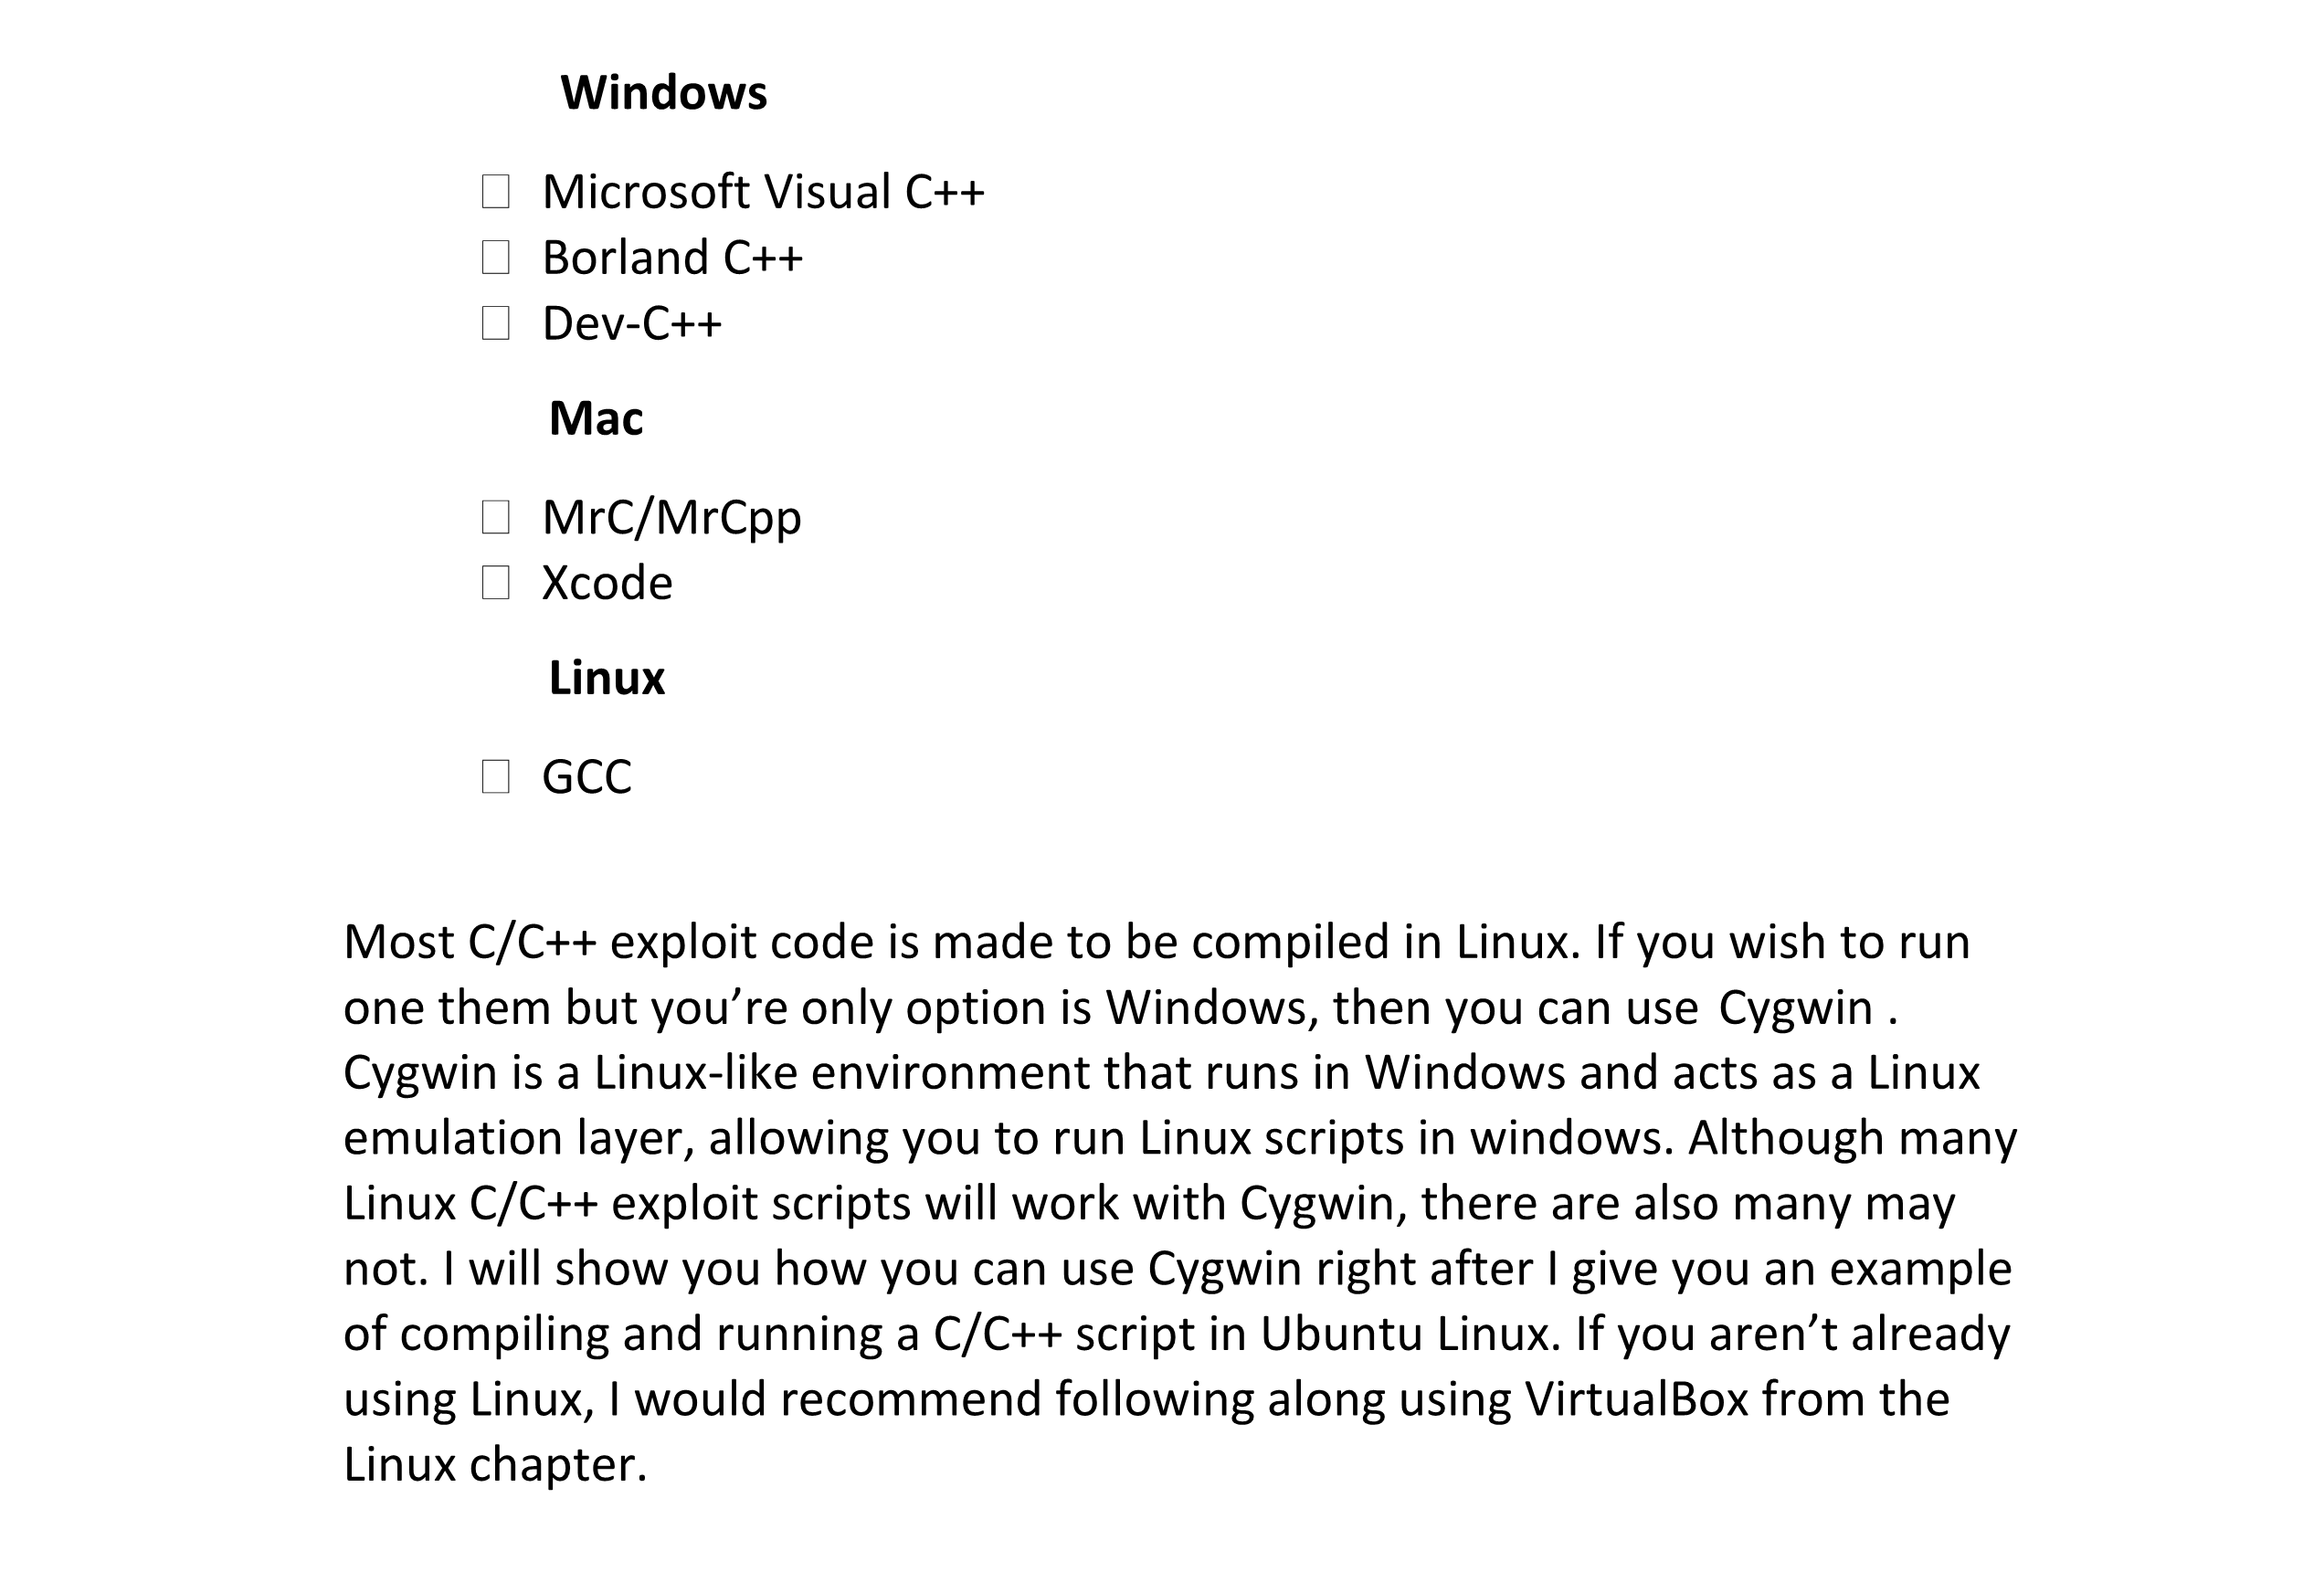 Windows
Microsoft Visual C++
Borland C++
Dev-C++
Mac
MrC/MrCpp
Xcode
Linux
GCC
Most C/C++ exploit code is made to be compiled in Linux. If you wish to run
one them but you’re only option is Windows, then you can use Cygwin .
Cygwin is a Linux-like environment that runs in Windows and acts as a Linux
emulation layer, allowing you to run Linux scripts in windows. Although many
Linux C/C++ exploit scripts will work with Cygwin, there are also many may
not. I will show you how you can use Cygwin right after I give you an example
of compiling and running a C/C++ script in Ubuntu Linux. If you aren’t already
using Linux, I would recommend following along using VirtualBox from the
Linux chapter.